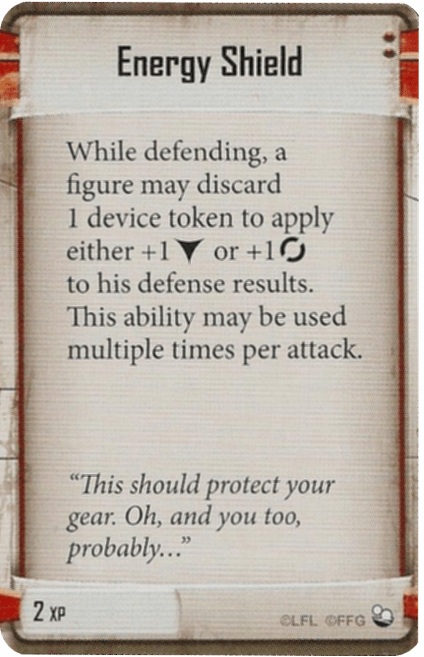 Energy Shield
While defending, a
figure may discard
1 device token to apply
either +1 or +1
to his defense results.
This ability may be used
multiple times per attack.
“This should protect your
gear. Oh, and you too,
probably…”
2 XP
©LFL ©FFG